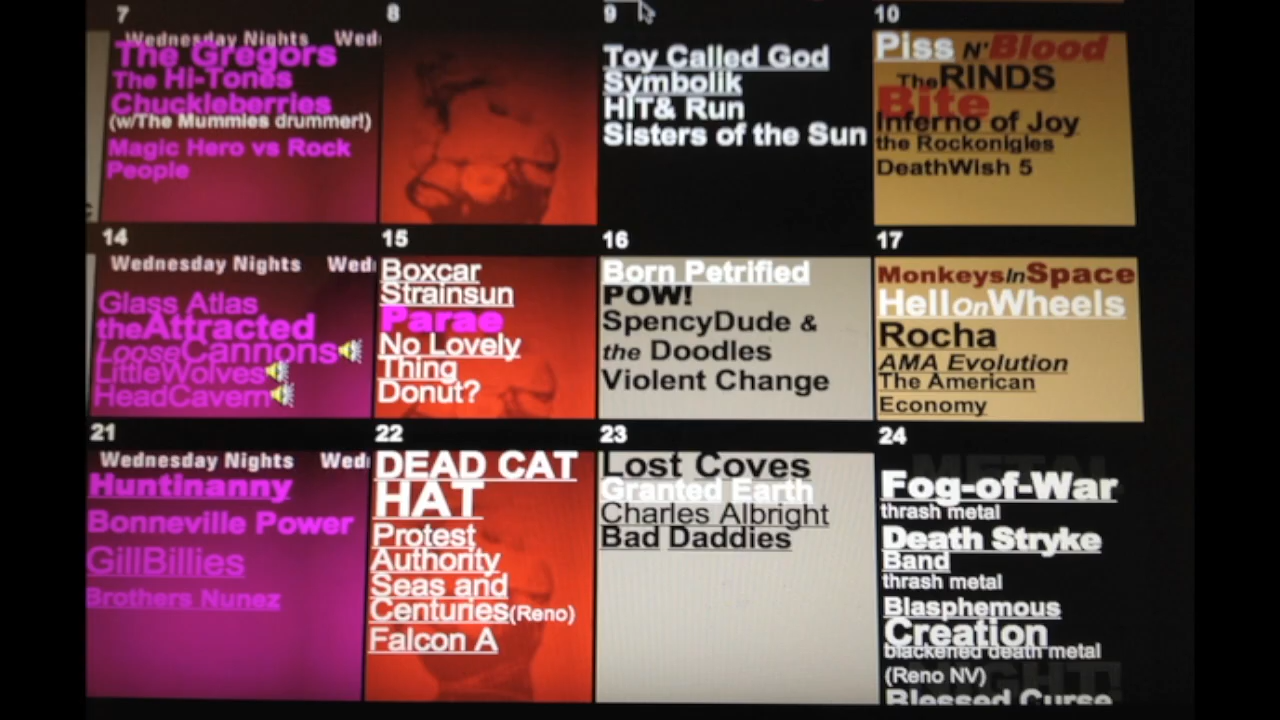 7
Wednesday Nights Wed
The Gregors
The Hi-Tones
Chuckleberries
(w/The Mummies drummer!)
Magic Hero vs Rock
People
8
9
Toy Called God
Symbolik
HIT& Run
Sisters of the Sun
10
Piss N' Blood
The RINDS
Bite
Inferno of Joy
the Rockonigles
DeathWish 5
14
Wednesday Nights Wed
Glass Atlas
theAttracted
LooseCannons
LittleWolves
HeadCavern
15
Boxcar
Strainsun
Parae
No Lovely
Thing
Donut?
16
Born Petrified
POW!
SpencyDude &
the Doodles
Violent Change
17
MonkeysInSpace
HellOnWheels
Rocha
AMA Evolution
The American
Economy
21
Wednesday Nights Wed
Huntinanny
Bonneville Power
GillBillies
Brothers Nunez
22
DEAD CAT
HAT
Protest
Authority
Seas and
Centuries(Reno)
Falcon A
23
Lost Coves
Granted Earth
Charles Albright
Bad Daddies
24
METAL
Fog-of-War
thrash metal
Death Stryke
Band
thrash metal
Blasphemous
Creation
blackened death metal
(Reno NV)
Blessed Curse